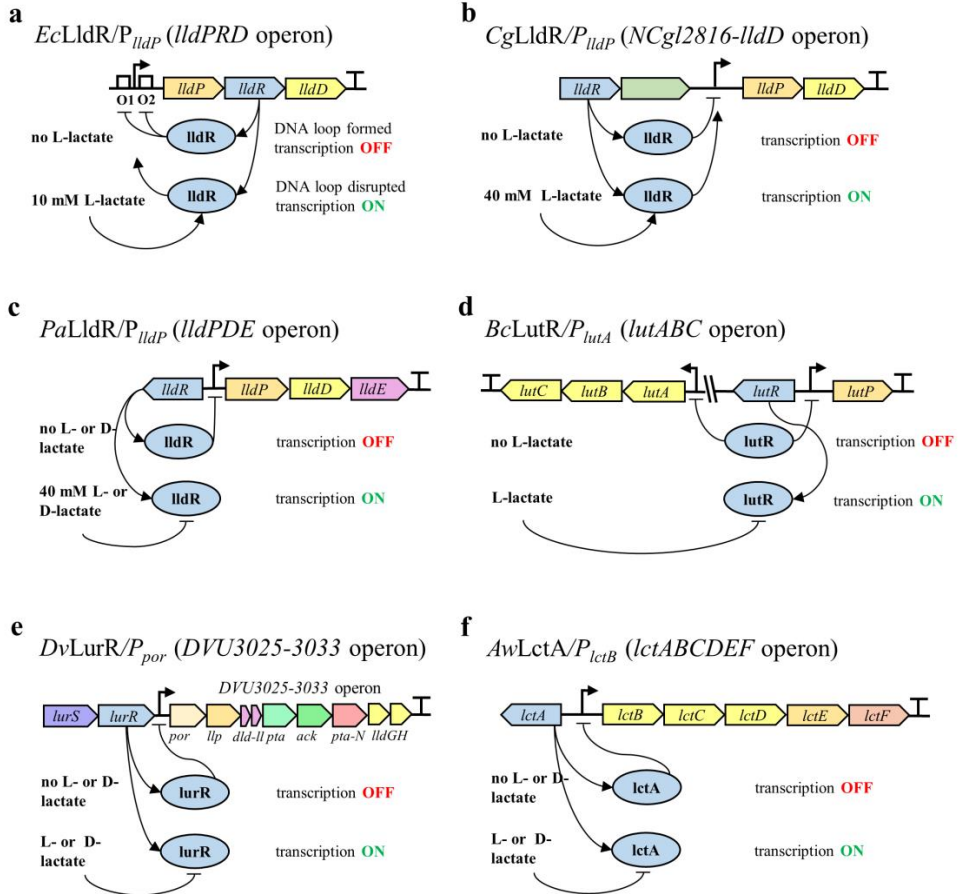 a
EcLldR/PlldP (lldPRD operon)
O1 O2 lldP lldR lldD
no L-lactate
lldR
DNA loop formed
transcription OFF
10 mM L-lactate
lldR
DNA loop disrupted
transcription ON
b
CgLldR/PlldP (NCgl2816-lldD operon)
lldR lldP lldD
no L-lactate
lldR
transcription OFF
40 mM L-lactate
lldR
transcription ON
c
PaLldR/PlldP (lldPDE operon)
lldR lldP lldD lldE
no L- or D-
lactate
lldR
transcription OFF
40 mM L- or
D-lactate
lldR
transcription ON
d
BcLutR/PlutA (lutABC operon)
lutC lutB lutA lutR lutP
no L-lactate
lutR
transcription OFF
L-lactate
lutR
transcription ON
e
DvLurR/Ppor (DVU3025-3033 operon)
DVU3025-3033 operon
lurS lurR
por llp dld-ll pta ack pta-N lldGH
no L- or D-
lactate
lurR
transcription OFF
L- or D-
lactate
lurR
transcription ON
f
AwLctA/PlctB (lctABCDEF operon)
lctA lctB lctC lctD lctE lctF
no L- or D-
lactate
lctA
transcription OFF
L- or D-
lactate
lctA
transcription ON